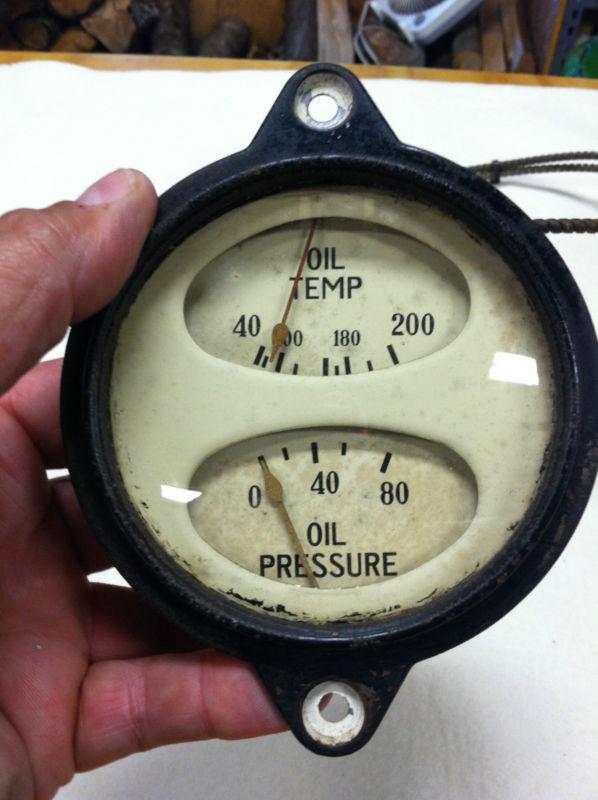 OIL
TEMP
40 180 200
0 40 80
OIL
PRESSURE